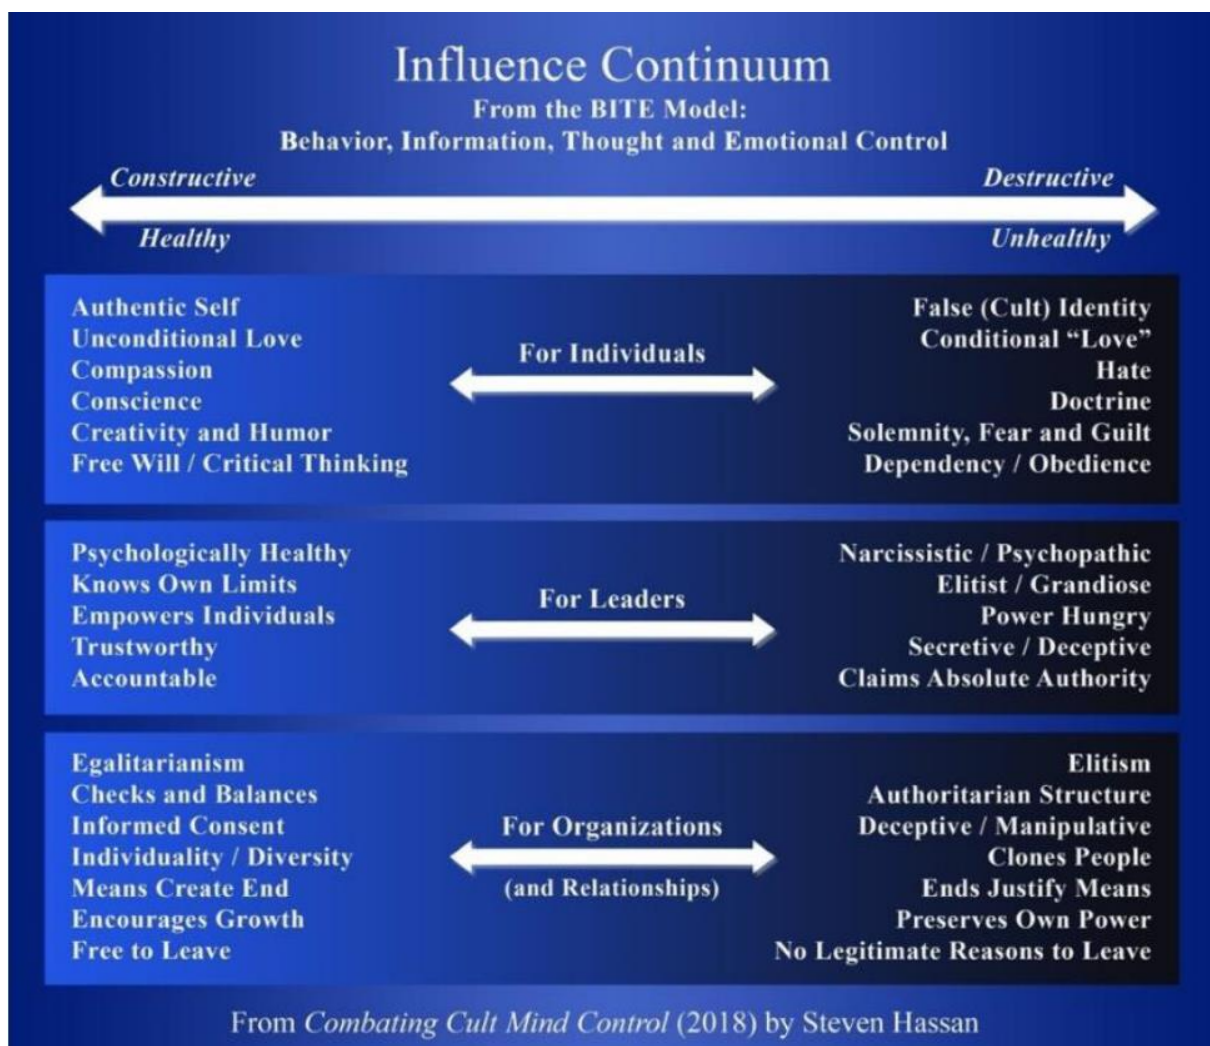 Influence Continuum
From the BITE Model:
Behavior, Information, Thought and Emotional Control
Constructive
Destructive
Healthy
Unhealthy
Authentic Self
Unconditional Love
Compassion
Conscience
Creativity and Humor
Free Will / Critical Thinking
For Individuals
False (Cult) Identity
Conditional “Love”
Hate
Doctrine
Solemnity, Fear and Guilt
Dependency / Obedience
Psychologically Healthy
Knows Own Limits
Empowers Individuals
Trustworthy
Accountable
For Leaders
Narcissistic / Psychopathic
Elitist / Grandiose
Power Hungry
Secretive / Deceptive
Claims Absolute Authority
Egalitarianism
Checks and Balances
Informed Consent
Individuality / Diversity
Means Create End
Encourages Growth
Free to Leave
For Organizations
(and Relationships)
Elitism
Authoritarian Structure
Deceptive / Manipulative
Clones People
Ends Justify Means
Preserves Own Power
No Legitimate Reasons to Leave
From Combating Cult Mind Control (2018) by Steven Hassan